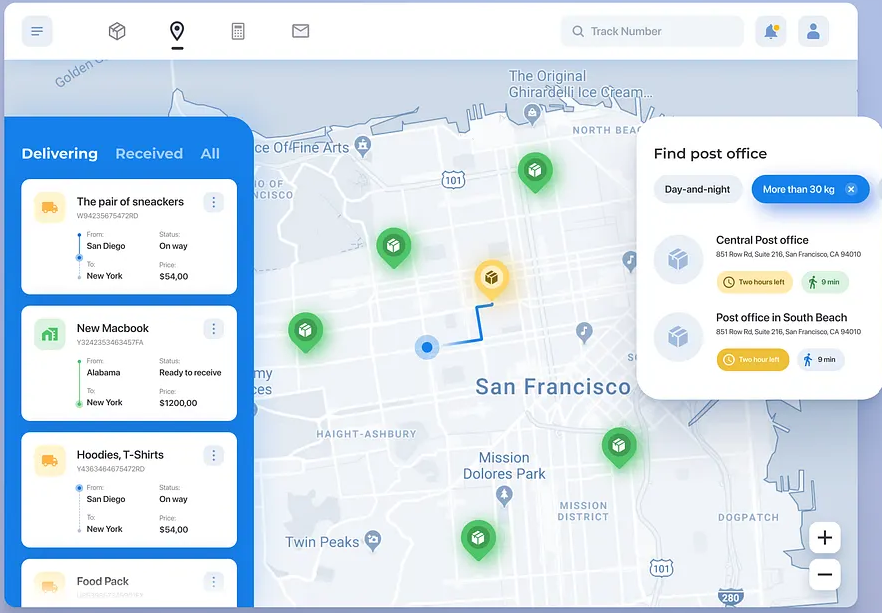 Track Number
Golden
The Original
Ghirardelli Ice Cream...
NORTH BEAC
ce Of Fine Arts
IO OF
NCISCO
101
Delivering Received All
The pair of sneackers
W94235675472RD
From: Status:
San Diego On way
To: Price:
New York $54,00
New Macbook
Y3242353463457FA
From: Status:
Alabama Ready to receive
To: Price:
New York $1200,00
Hoodies, T-Shirts
Y4363464675472RD
From: Status:
San Diego On way
To: Price:
New York $54,00
Food Pack
my
ces
San Francisco
SO
HAIGHT-ASHBURY
Mission
Dolores Park
MISSION
DISTRICT
DOGPATCH
Twin Peaks
101
280
Find post office
Day-and-night More than 30 kg
Central Post office
851 Row Rd, Suite 216, San Francisco, CA 94010
Two hours left 9 min
Post office in South Beach
851 Row Rd, Suite 216, San Francisco, CA 94010
Two hour left 9 min